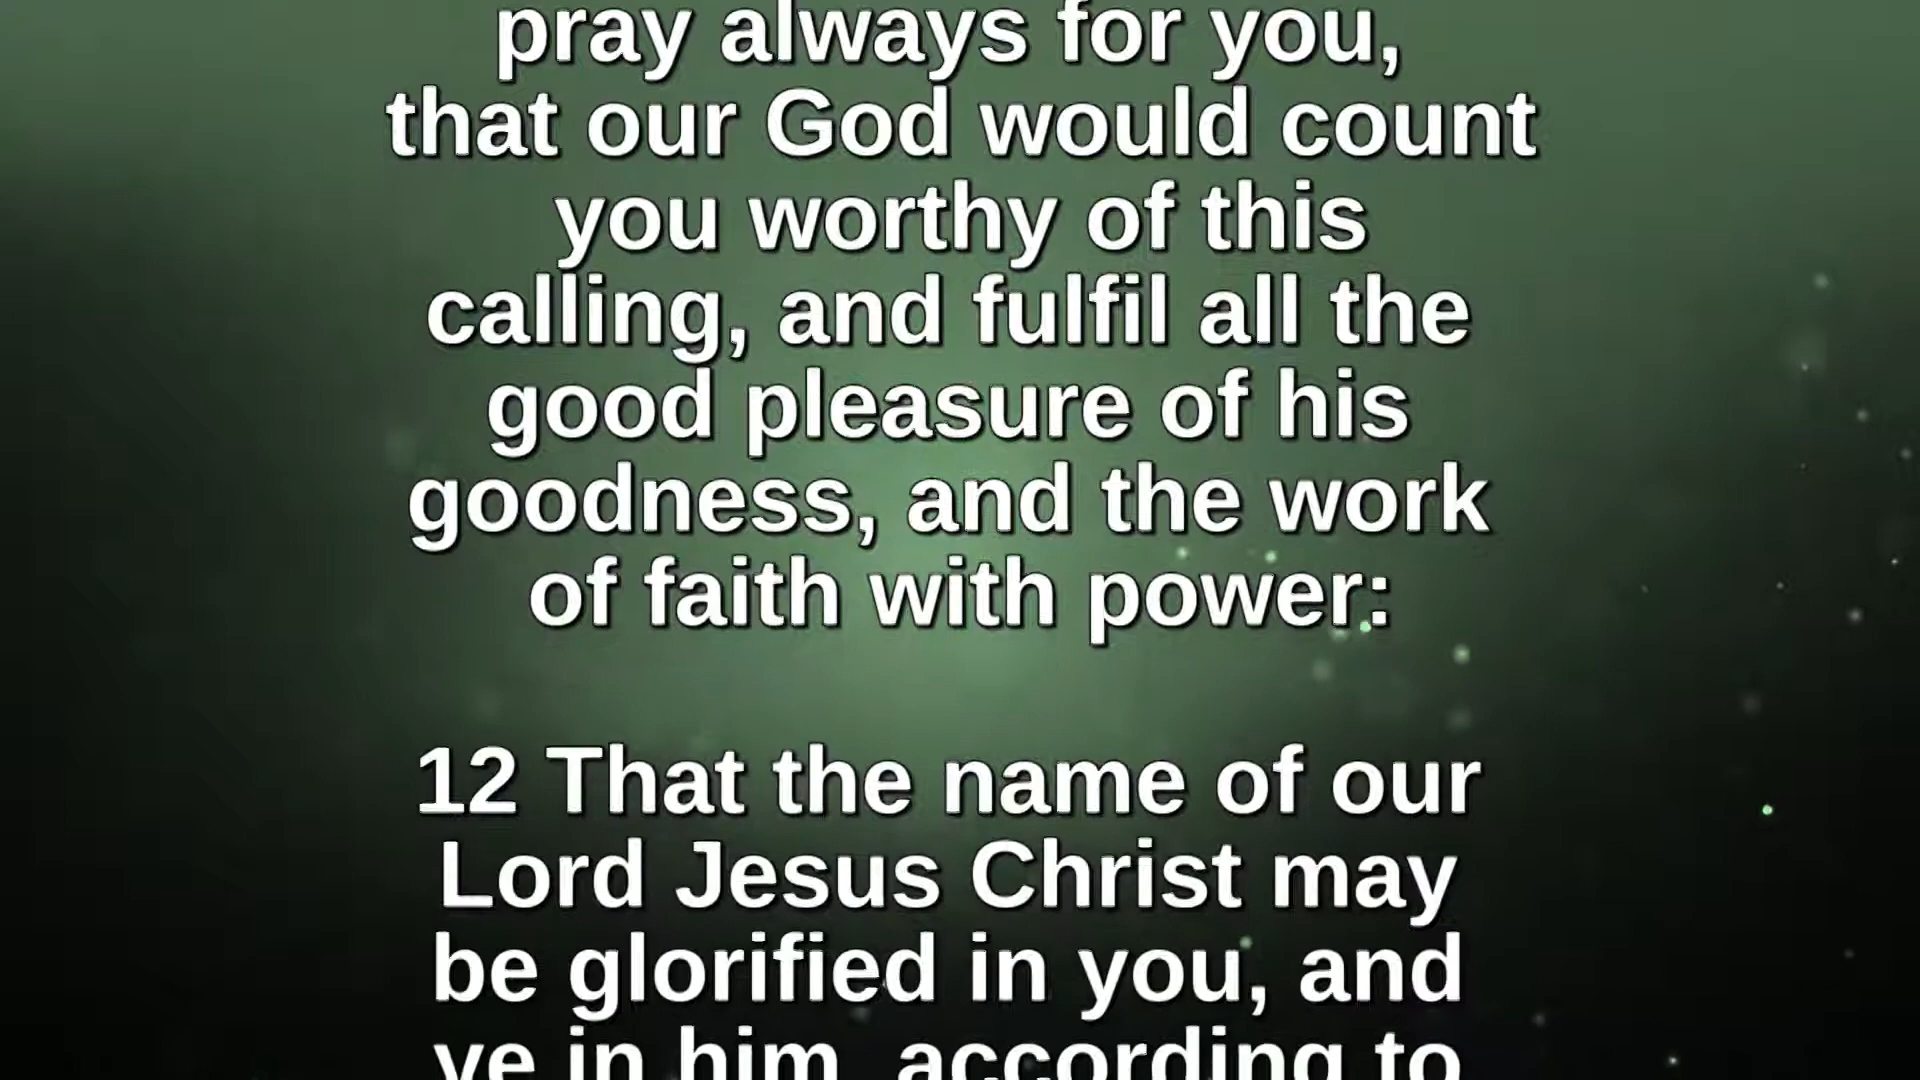 pray always for you,
that our God would count
you worthy of this
calling, and fulfil all the
good pleasure of his
goodness, and the work
of faith with power:
12 That the name of our
Lord Jesus Christ may
be glorified in you, and
ye in him, according to